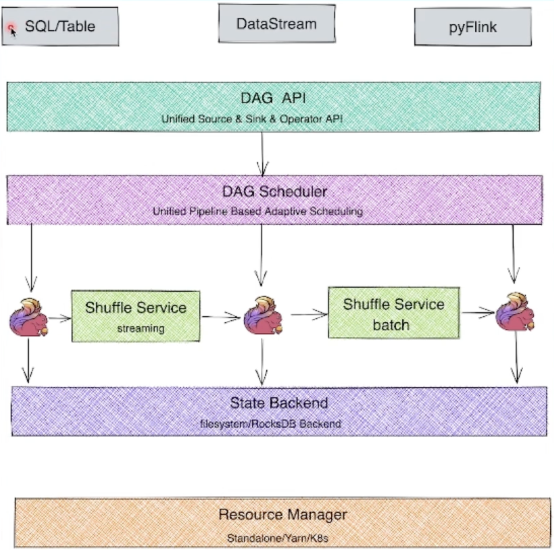 SQL/Table
DataStream
pyFlink
DAG API
Unified Source & Sink & Operator API
DAG Scheduler
Unified Pipeline Based Adaptive Scheduling
Shuffle Service
streaming
Shuffle Service
batch
State Backend
filesystem/RocksDB Backend
Resource Manager
Standalone/Yarn/K8s